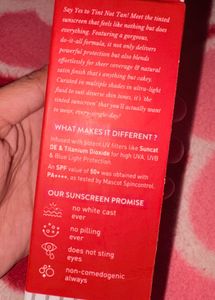 Say Yes to Tint Not Tan! Meet the tinted
sunscreen that feels like nothing but does
everything. Featuring a gorgeous,
do-it-all formula, it not only delivers
powerful protection but also blends
effortlessly for sheer coverage & natural
satin finish that's anything but cakey.
Curated in multiple shades in ultra-light
fluid to suit diverse skin tones, it's the
tinted sunscreen that you'll actually want
to wear, every single day!
WHAT MAKES IT DIFFERENT?
Infused with potent UV filters like Suncat
DE & Titanium Dioxide for high UVA, UVB
& Blue Light Protection.
An SPF value of 50+ was obtained with
PA++++, as tested by Mascot Spincontrol.
OUR SUNSCREEN PROMISE
no white cast
ever
no pilling
ever
does not sting
eyes
non-comedogenic
always